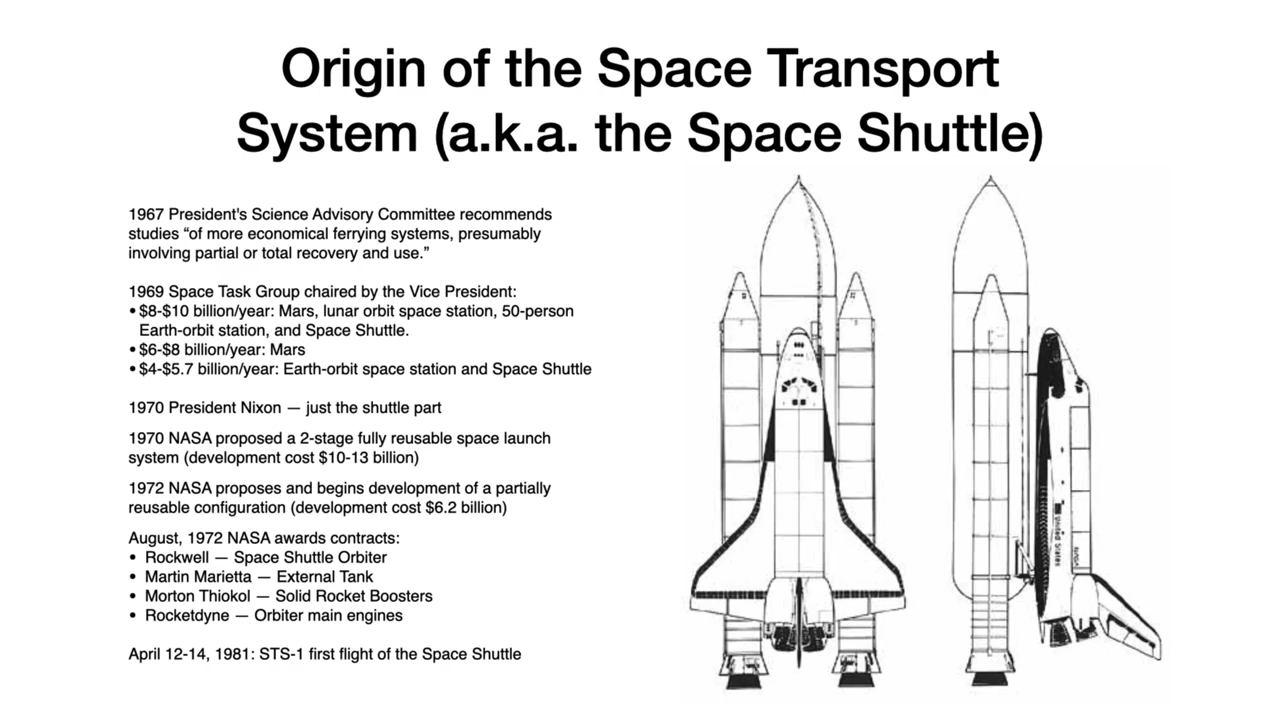 Origin of the Space Transport
System (a.k.a. the Space Shuttle)
1967 President's Science Advisory Committee recommends
studies “of more economical ferrying systems, presumably
involving partial or total recovery and use.”
1969 Space Task Group chaired by the Vice President:
• $8-$10 billion/year: Mars, lunar orbit space station, 50-person
Earth-orbit station, and Space Shuttle.
• $6-$8 billion/year: Mars
• $4-$5.7 billion/year: Earth-orbit space station and Space Shuttle
1970 President Nixon — just the shuttle part
1970 NASA proposed a 2-stage fully reusable space launch
system (development cost $10-13 billion)
1972 NASA proposes and begins development of a partially
reusable configuration (development cost $6.2 billion)
August, 1972 NASA awards contracts:
• Rockwell — Space Shuttle Orbiter
• Martin Marietta — External Tank
• Morton Thiokol — Solid Rocket Boosters
• Rocketdyne — Orbiter main engines
April 12-14, 1981: STS-1 first flight of the Space Shuttle
United States
NASA